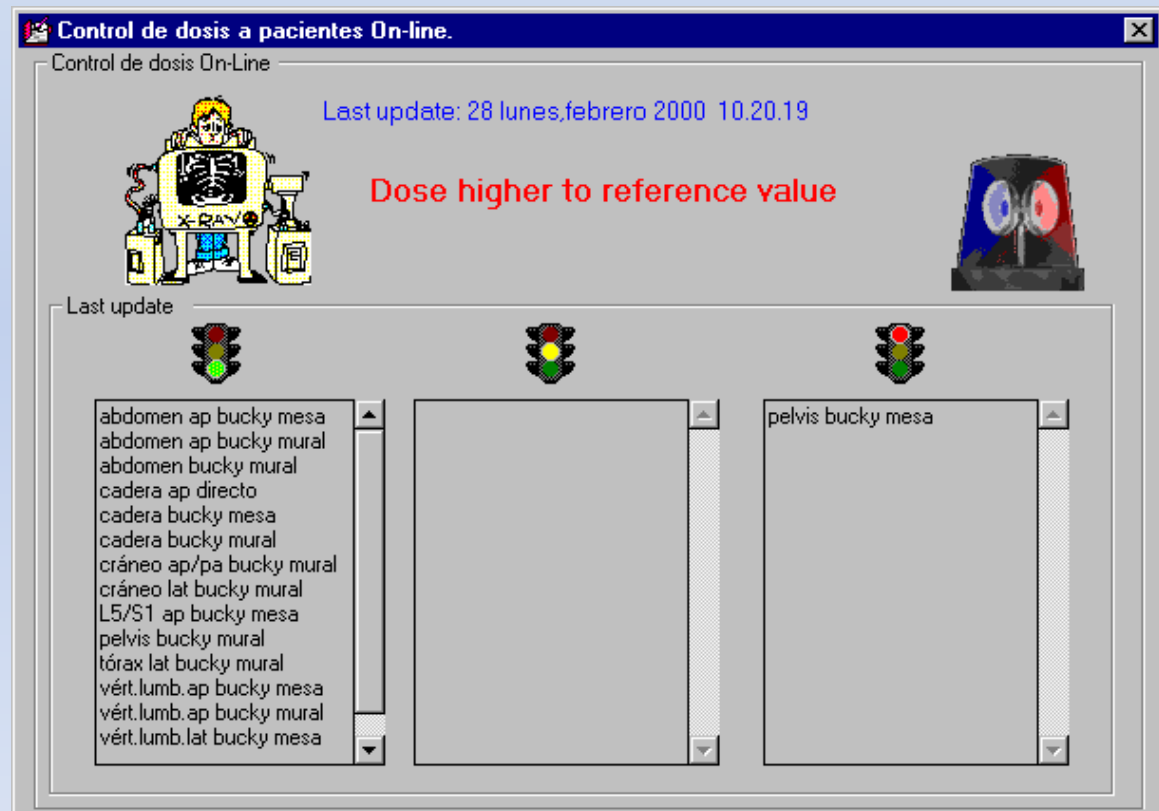 Control de dosis a pacientes On-line.
Control de dosis On-Line
Last update: 28 lunes,febrero 2000 10.20.19
Dose higher to reference value
X-RAY
Last update
abdomen ap bucky mesa
abdomen ap bucky mural
abdomen bucky mural
cadera ap directo
cadera bucky mesa
cadera bucky mural
cráneo ap/pa bucky mural
cráneo lat bucky mural
L5/S1 ap bucky mesa
pelvis bucky mural
tórax lat bucky mural
vért.lumb.ap bucky mesa
vért.lumb.ap bucky mural
vért.lumb.lat bucky mesa
pelvis bucky mesa